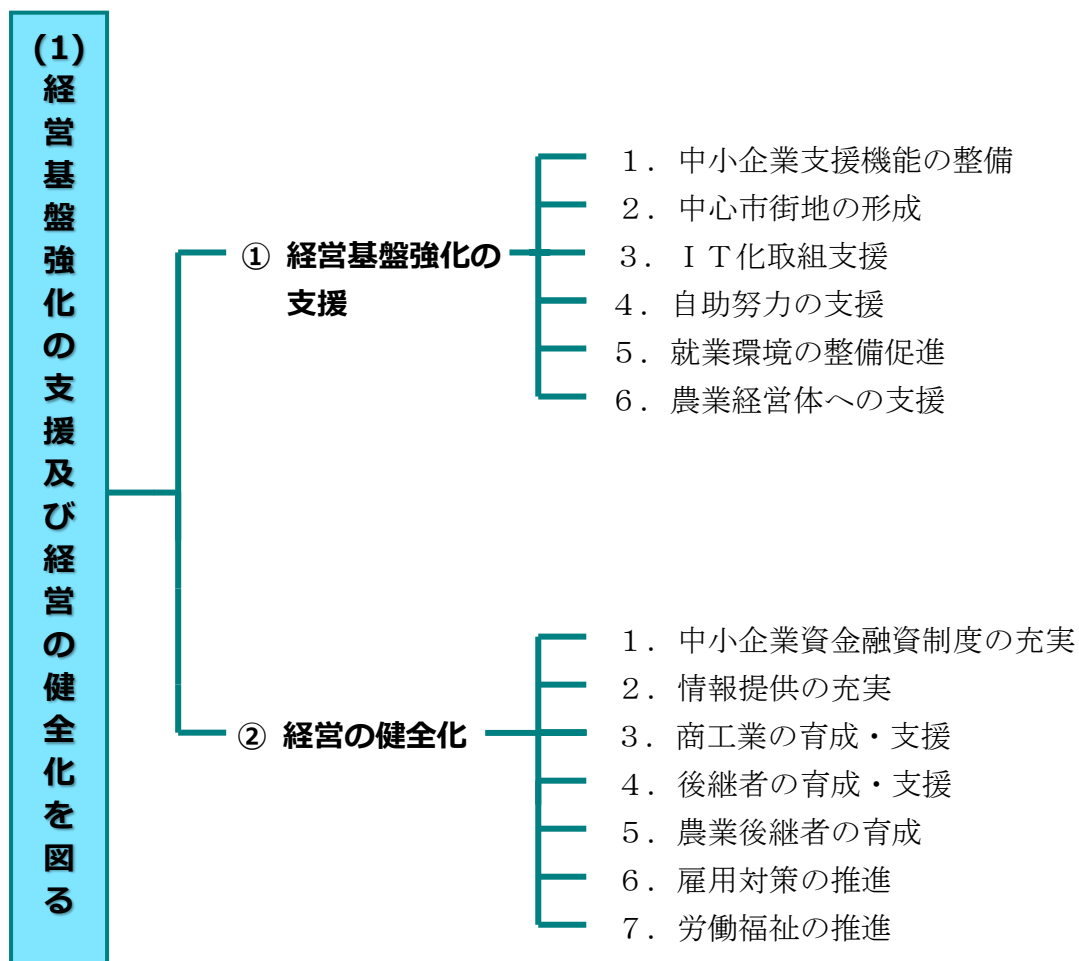 (1)経営基盤強化の支援及び経営の健全化を図る
① 経営基盤強化の
支援
１．中小企業支援機能の整備
２．中心市街地の形成
３．ＩＴ化取組支援
４．自助努力の支援
５．就業環境の整備促進
６．農業経営体への支援
② 経営の健全化
１．中小企業資金融資制度の充実
２．情報提供の充実
３．商工業の育成・支援
４．後継者の育成・支援
５．農業後継者の育成
６．雇用対策の推進
７．労働福祉の推進